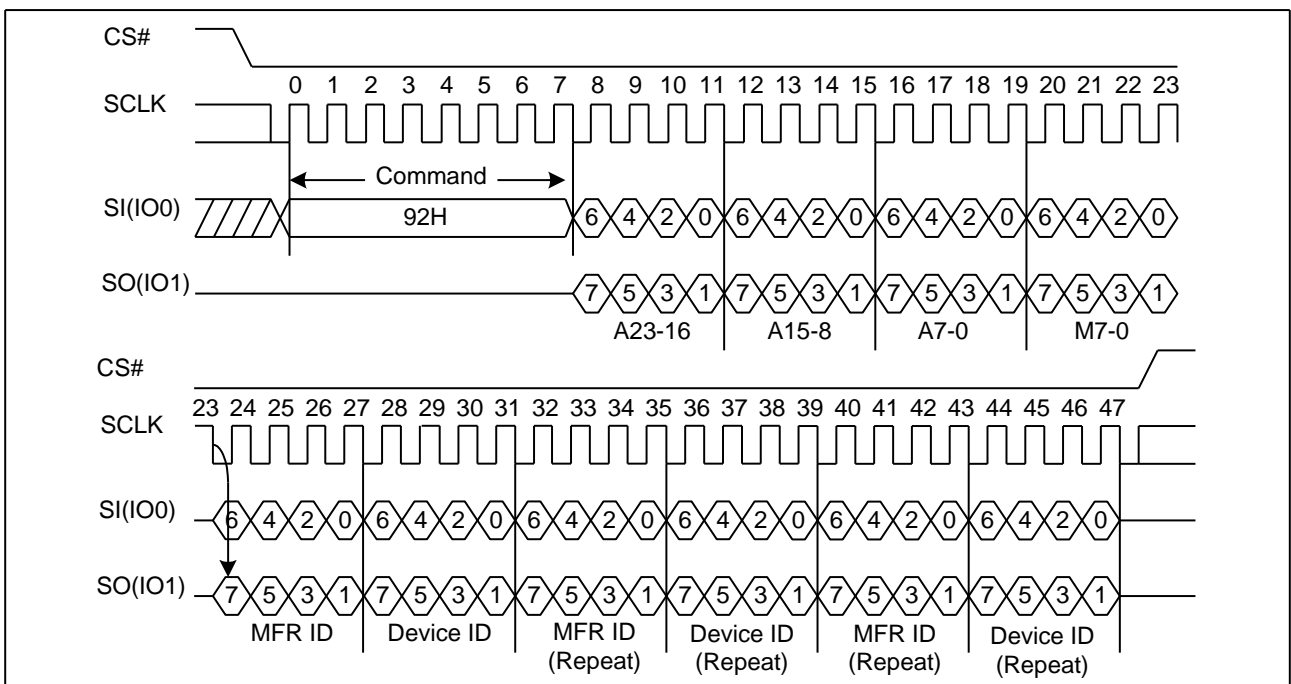 CS#
0 1 2 3 4 5 6 7 8 9 10 11 12 13 14 15 16 17 18 19 20 21 22 23
SCLK
Command
SI(IO0) 92H 6 4 2 0 6 4 2 0 6 4 2 0 6 4 2 0
SO(IO1) 7 5 3 1 7 5 3 1 7 5 3 1 7 5 3 1
A23-16 A15-8 A7-0 M7-0
CS#
23 24 25 26 27 28 29 30 31 32 33 34 35 36 37 38 39 40 41 42 43 44 45 46 47
SCLK
SI(IO0) 6 4 2 0 6 4 2 0 6 4 2 0 6 4 2 0 6 4 2 0 6 4 2 0
SO(IO1) 7 5 3 1 7 5 3 1 7 5 3 1 7 5 3 1 7 5 3 1 7 5 3 1
MFR ID Device ID MFR ID Device ID MFR ID Device ID
(Repeat) (Repeat) (Repeat) (Repeat)